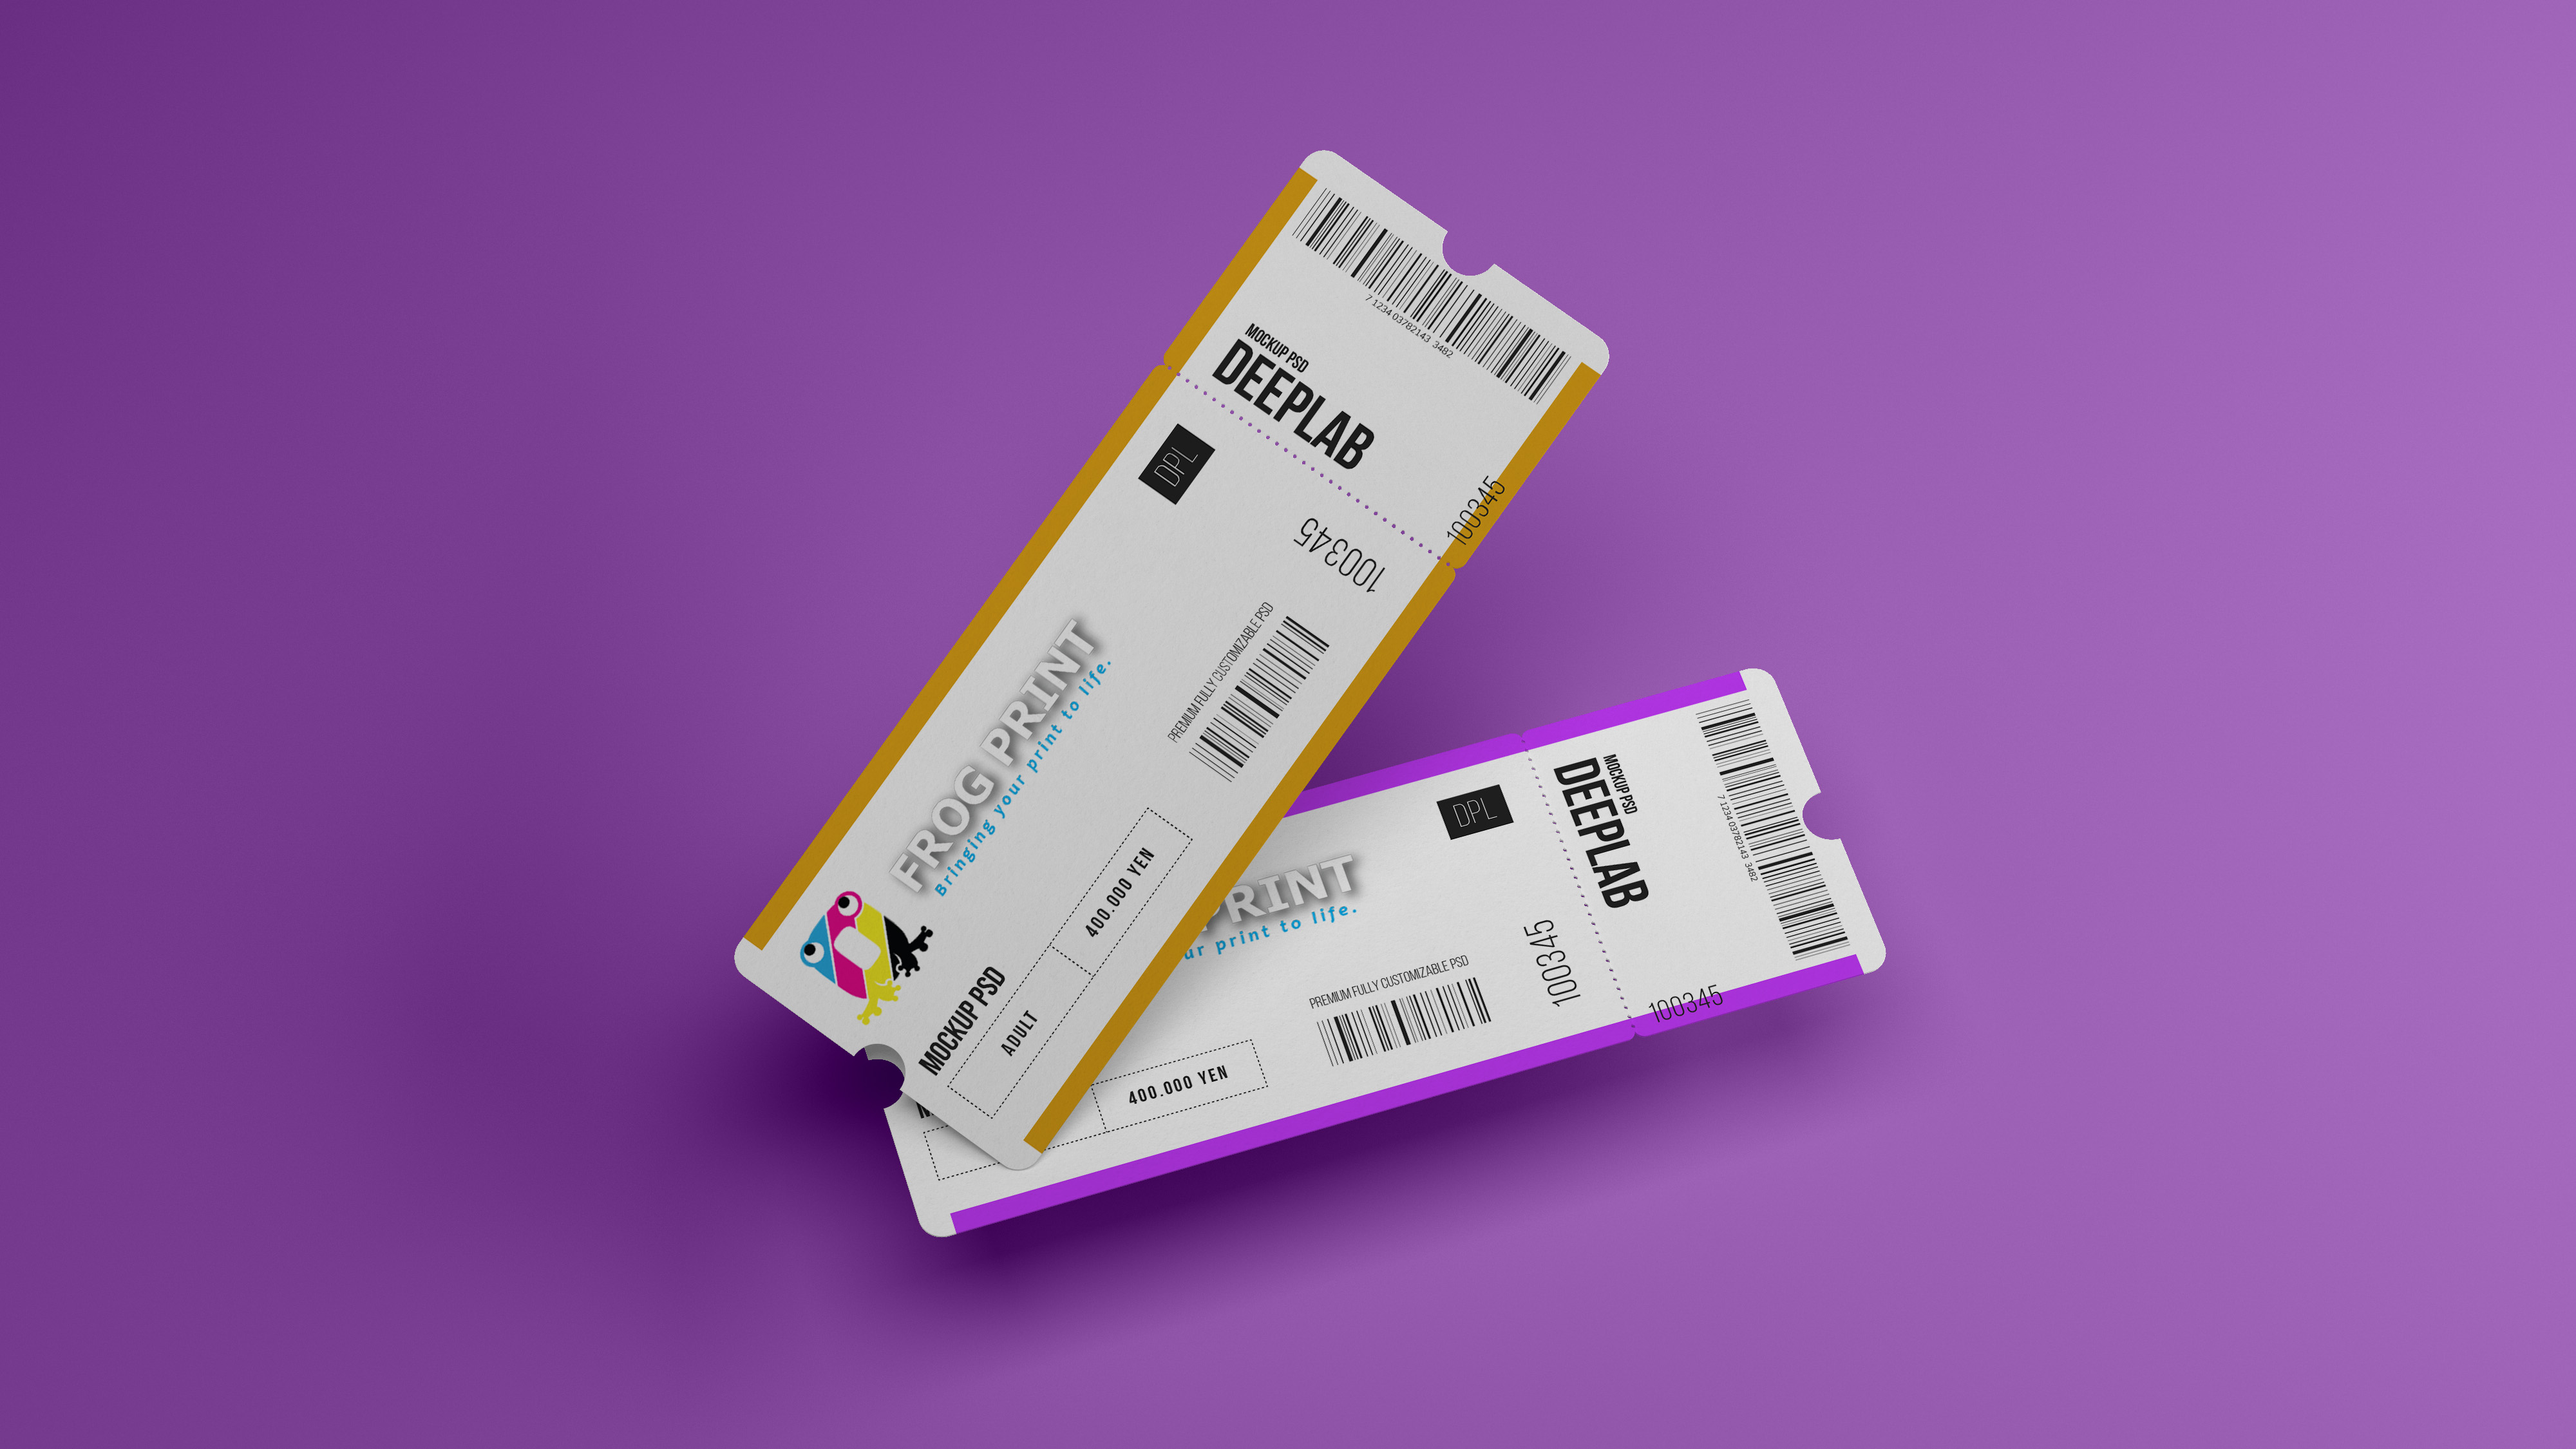 7 1234 03782143 3482
MOCKUP PSD
DEEPLAB
100345
DPL
100345
PREMIUM FULLY CUSTOMIZABLE PSD
FROG PRINT
Bringing your print to life.
MOCKUP PSD
ADULT
400.000 YEN
PRINT
ur print to life.
DPL
MOCKUP PSD
DEEPLAB
7 1234 03782143 3482
100345
100345
PREMIUM FULLY CUSTOMIZABLE PSD
400.000 YEN